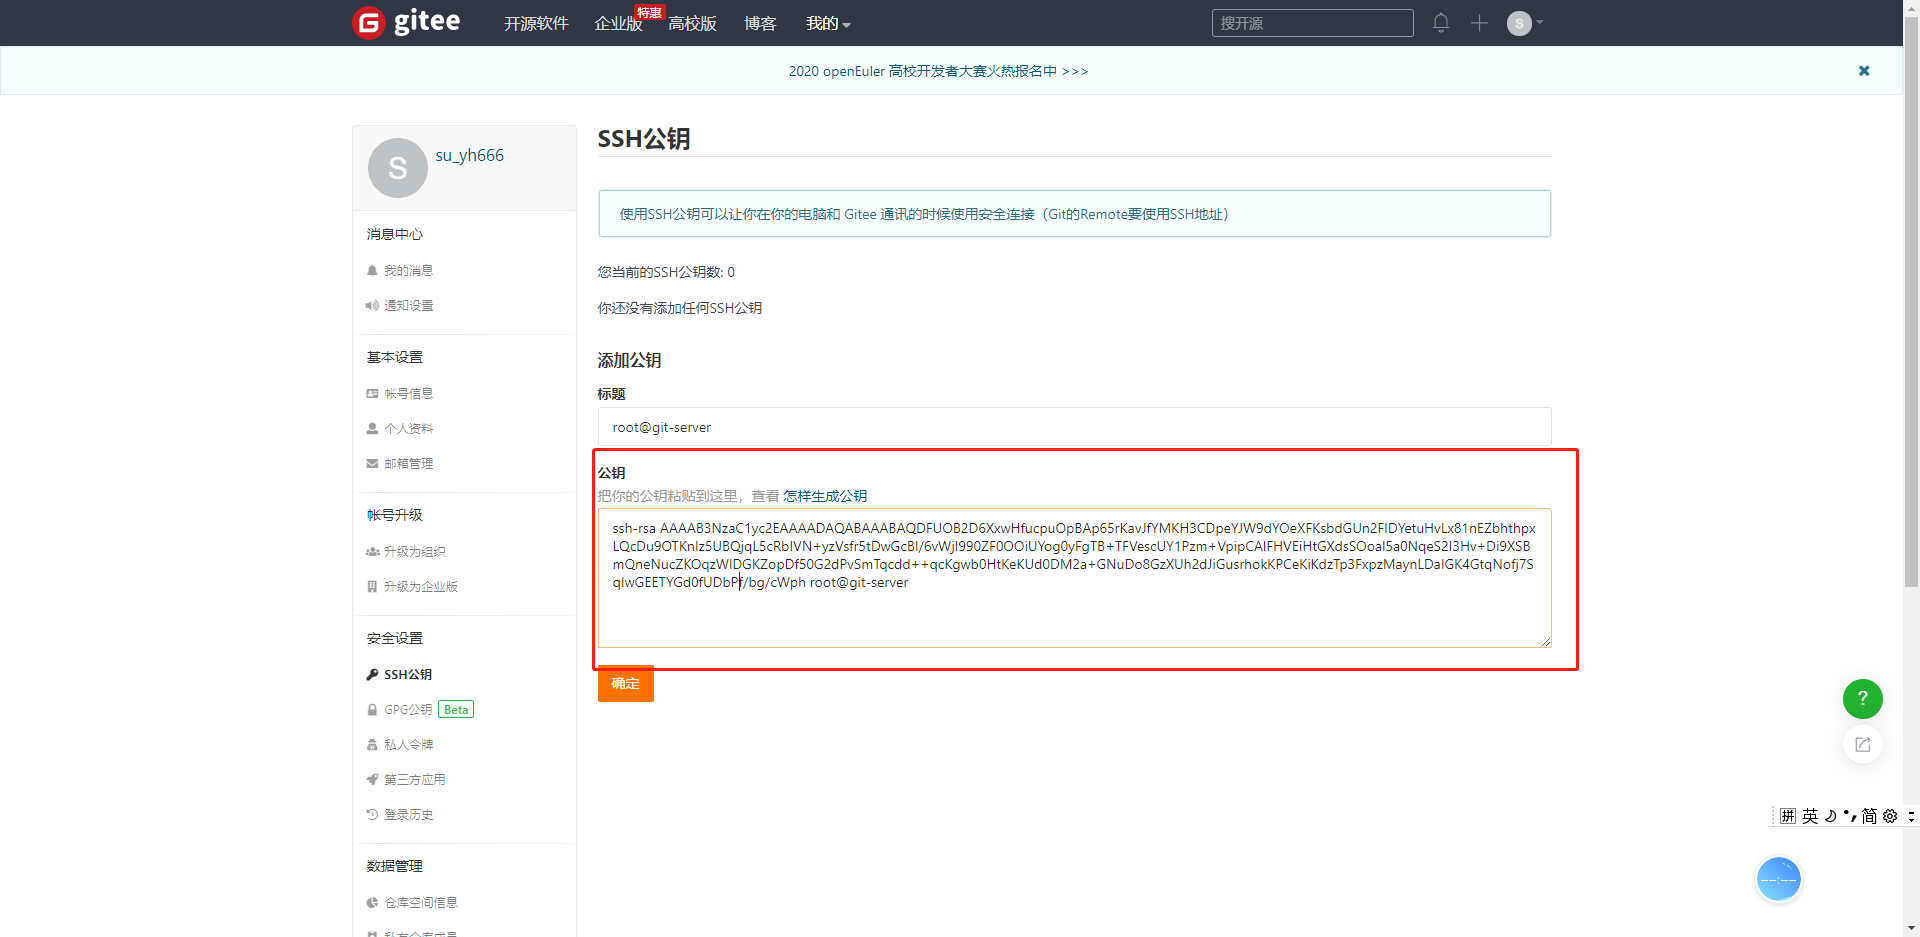 gitee
开源软件
企业版
特惠
高校版
博客
我的
搜开源
S
2020 openEuler 高校开发者大赛火热报名中 >>>
S
su_yh666
消息中心
我的消息
通知设置
基本设置
帐号信息
个人资料
邮箱管理
帐号升级
升级为组织
升级为企业版
安全设置
SSH公钥
GPG公钥 Beta
私人令牌
第三方应用
登录历史
数据管理
仓库空间信息
SSH公钥
使用SSH公钥可以让你在你的电脑和 Gitee 通讯的时候使用安全连接（Git的Remote要使用SSH地址）
您当前的SSH公钥数: 0
你还没有添加任何SSH公钥
添加公钥
标题
root@git-server
公钥
把你的公钥粘贴到这里，查看 怎样生成公钥
ssh-rsa AAAAB3NzaC1yc2EAAAADAQABAAABAQDFUOB2D6XxwHfucpuOpBAp65rKavJfYMKH3CDpeYJW9dYOeXFKsbdGUn2FIDYetuHvLx81nEZbhthpx
LQcDu9OTKnIz5UBQjqL5cRbIVN+yzVsfr5tDwGcBI/6vWjI990ZF0OOiUYog0yFgTB+TFVescUY1Pzm+VpipCAIFHVEiHtGXdsSOoaI5a0NqeS2I3Hv+Di9XSB
mQneNucZKOqzWIDGKZopDf50G2dPvSmTqcdd++qcKgwb0HtKeKUd0DM2a+GNuDo8GzXUh2dJiGusrhokKPCeKiKdzTp3FxpzMaynLDaIGK4GtqNofj7S
qIwGEETYGd0fUDbPf/bg/cWph root@git-server
确定
?
拼 英 简
--:--